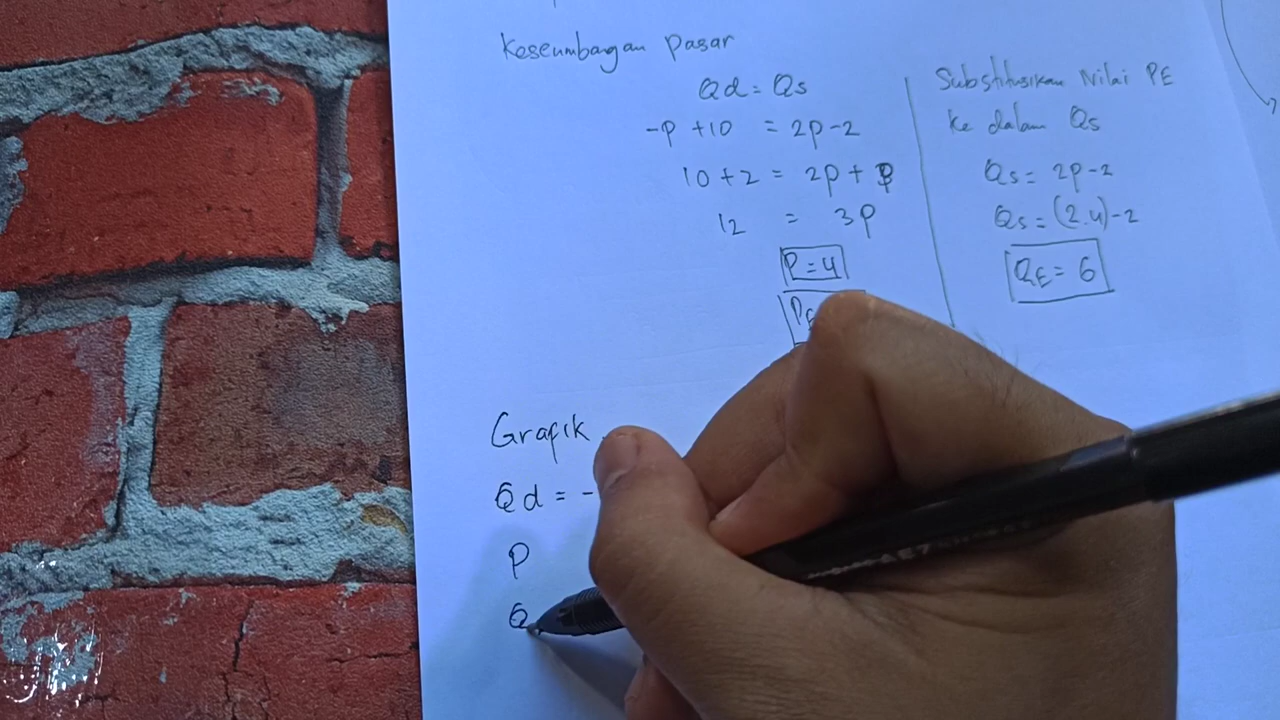 Keseimbangan Pasar
Qd = Qs
-P + 10 = 2P - 2
10 + 2 = 2P + P
12 = 3P
P = 4
PE
Substitusikan Nilai PE
Ke dalam Qs
Qs = 2P - 2
Qs = (2.4) - 2
QE = 6
Grafik
Qd = -
P
Q